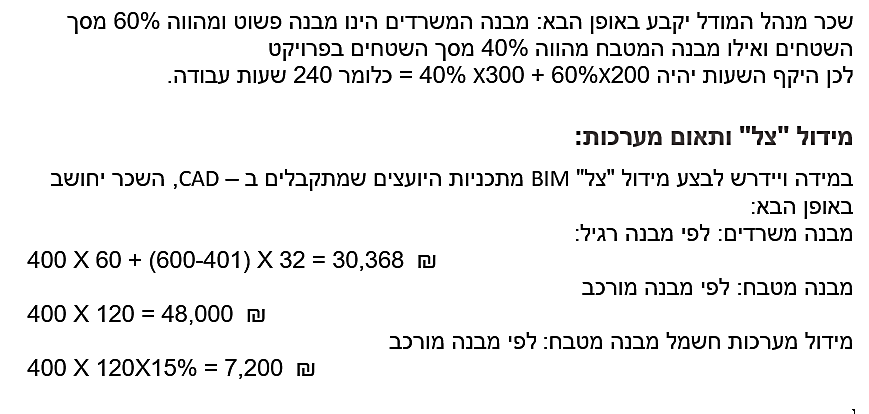 שכר מנהל המודל יקבע באופן הבא: מבנה המשרדים הינו מבנה פשוט ומהווה 60% מסך
השטחים ואילו מבנה המטבח מהווה 40% מסך השטחים בפרויקט
לכן היקף השעות יהיה 60%X200 + 40% X300 = כלומר 240 שעות עבודה.
מידול "צל" ותאום מערכות:
במידה ויידרש לבצע מידול "צל" BIM מתכניות היועצים שמתקבלים ב – CAD, השכר יחושב
באופן הבא:
מבנה משרדים: לפי מבנה רגיל:
400 X 60 + (600-401) X 32 = 30,368 ₪
מבנה מטבח: לפי מבנה מורכב
400 X 120 = 48,000 ₪
מידול מערכות חשמל מבנה מטבח: לפי מבנה מורכב
400 X 120X15% = 7,200 ₪